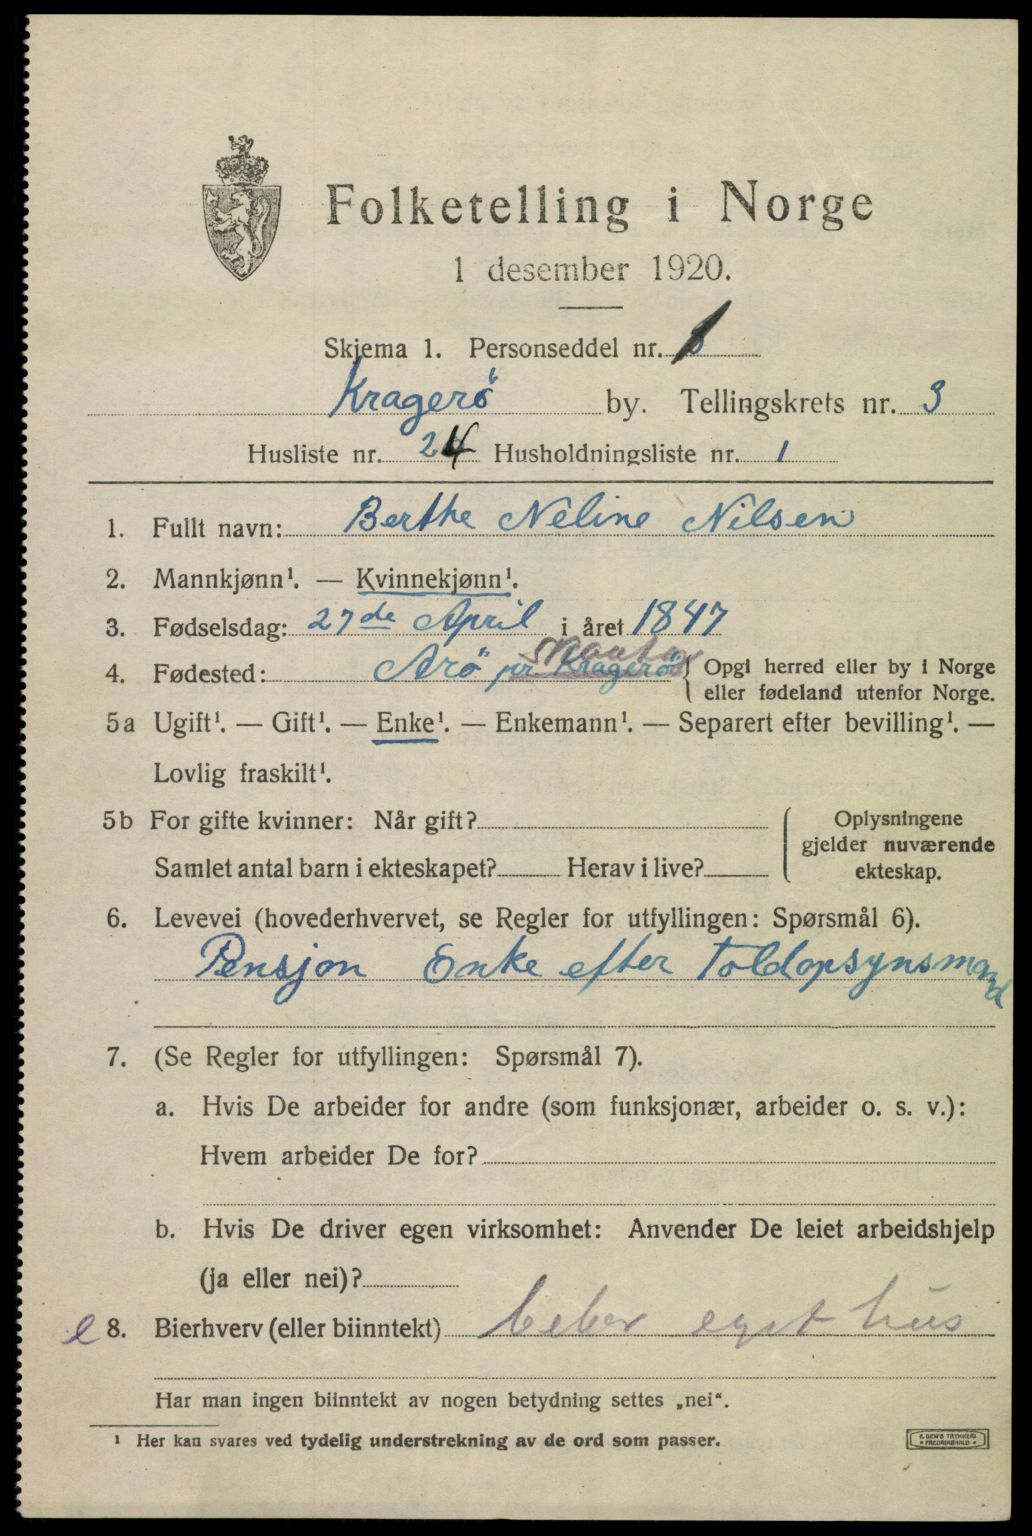 Folketelling i Norge
1 desember 1920.
Skjema 1. Personseddel nr. 1
Kragerö by. Tellingskrets nr. 3
Husliste nr. 24 Husholdningsliste nr. 1
1. Fullt navn: Berthe Neline Nilsen
2. Mannkjønn¹. — Kvinnekjønn¹.
3. Fødselsdag: 27de April i året 1847
Skaatø
4. Fødested: Arö pr Kragerö { Opgi herred eller by i Norge
eller fødeland utenfor Norge.
5a Ugift¹. — Gift¹. — Enke¹. — Enkemann¹. — Separert efter bevilling¹. —
Lovlig fraskilt¹.
5b For gifte kvinner: Når gift?
Samlet antal barn i ekteskapet? Herav i live?
{ Oplysningene
gjelder nuværende
ekteskap.
6. Levevei (hovederhvervet, se Regler for utfyllingen: Spørsmål 6).
Pensjon Enke efter Toldopsynsmand
7. (Se Regler for utfyllingen: Spørsmål 7).
a. Hvis De arbeider for andre (som funksjonær, arbeider o. s. v.):
Hvem arbeider De for?
b. Hvis De driver egen virksomhet: Anvender De leiet arbeidshjelp
(ja eller nei)?
e 8. Bierhverv (eller biinntekt) beber eget hus
Har man ingen biinntekt av nogen betydning settes „nei“.
¹ Her kan svares ved tydelig understrekning av de ord som passer.